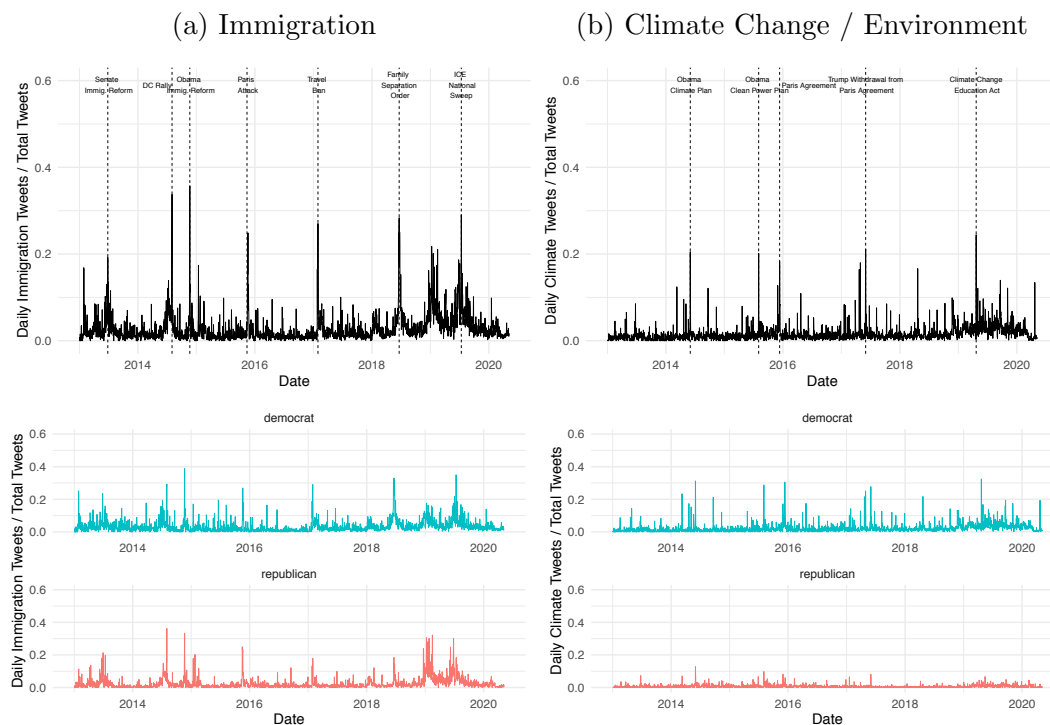 (a) Immigration
Senate
Immig. Reform
DC Rally
Obama
Immig. Reform
Paris
Attack
Travel
Ban
Family
Separation
Order
ICE
National
Sweep
Daily Immigration Tweets / Total Tweets
0.6
0.4
0.2
0.0
2014
2016
2018
2020
Date
democrat
Daily Immigration Tweets / Total Tweets
0.6
0.4
0.2
0.0
2014
2016
2018
2020
republican
0.6
0.4
0.2
0.0
2014
2016
2018
2020
Date
(b) Climate Change / Environment
Obama
Climate Plan
Obama
Clean Power Plan
Paris Agreement
Trump Withdrawal from
Paris Agreement
Climate Change
Education Act
Daily Climate Tweets / Total Tweets
0.6
0.4
0.2
0.0
2014
2016
2018
2020
Date
democrat
Daily Climate Tweets / Total Tweets
0.6
0.4
0.2
0.0
2014
2016
2018
2020
republican
0.6
0.4
0.2
0.0
2014
2016
2018
2020
Date